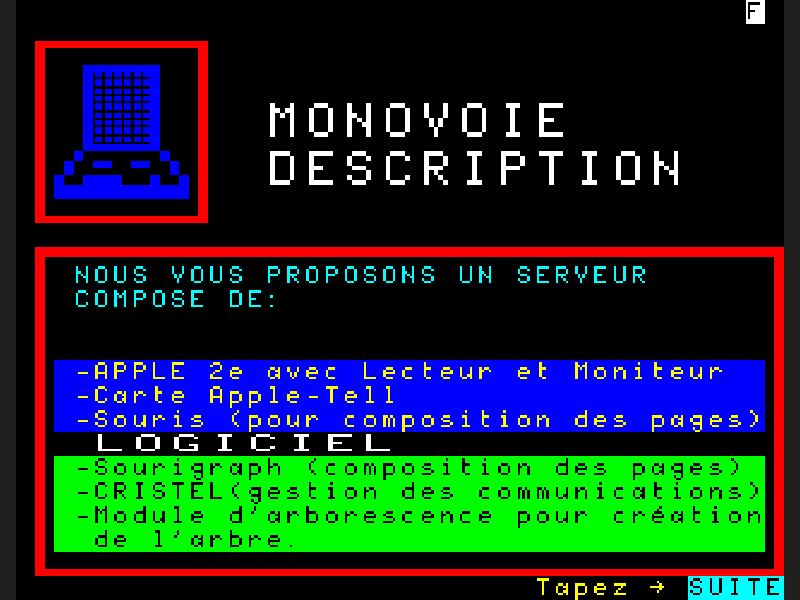 F
MONOVOIE
DESCRIPTION
NOUS VOUS PROPOSONS UN SERVEUR
COMPOSE DE:
-APPLE 2e avec Lecteur et Moniteur
-Carte Apple-Tell
-Souris (pour composition des pages)
LOGICIEL
-Sourigraph (composition des pages)
-CRISTEL(gestion des communications)
-Module d'arborescence pour création
de l'arbre.
Tapez → SUITE